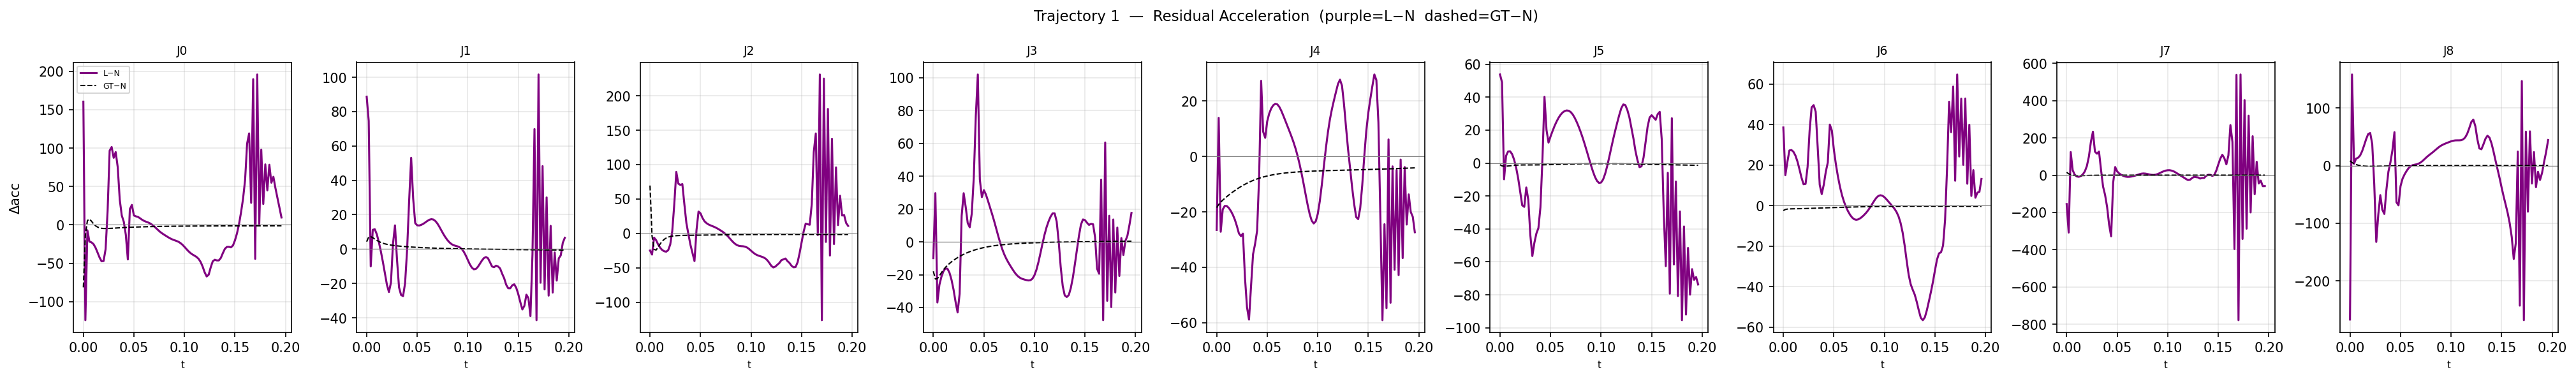 Trajectory 1 — Residual Acceleration (purple=L−N dashed=GT−N)
J0
J1
J2
J3
J4
J5
J6
J7
J8
L−N
GT−N
Δacc
200
150
100
50
0
−50
−100
0.00 0.05 0.10 0.15 0.20
t
100
80
60
40
20
0
−20
−40
0.00 0.05 0.10 0.15 0.20
t
200
150
100
50
0
−50
−100
0.00 0.05 0.10 0.15 0.20
t
100
80
60
40
20
0
−20
−40
0.00 0.05 0.10 0.15 0.20
t
20
0
−20
−40
−60
0.00 0.05 0.10 0.15 0.20
t
60
40
20
0
−20
−40
−60
−80
−100
0.00 0.05 0.10 0.15 0.20
t
60
40
20
0
−20
−40
−60
0.00 0.05 0.10 0.15 0.20
t
600
400
200
0
−200
−400
−600
−800
0.00 0.05 0.10 0.15 0.20
t
100
0
−100
−200
0.00 0.05 0.10 0.15 0.20
t